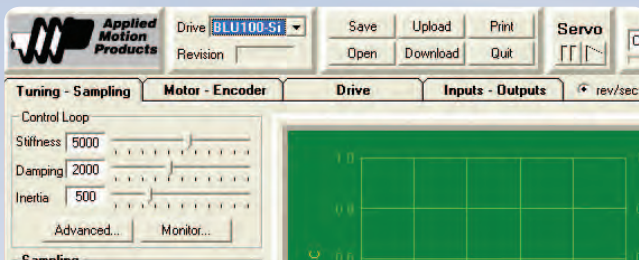 Applied
Motion
Products
Drive BLU100-Si
Revision
Save Upload Print
Open Download Quit
Servo
Tuning - Sampling Motor - Encoder Drive Inputs - Outputs rev/sec
Control Loop
Stiffness 5000
Damping 2000
Inertia 500
Advanced... Monitor...
Sampling
1.0
0.8
0.6